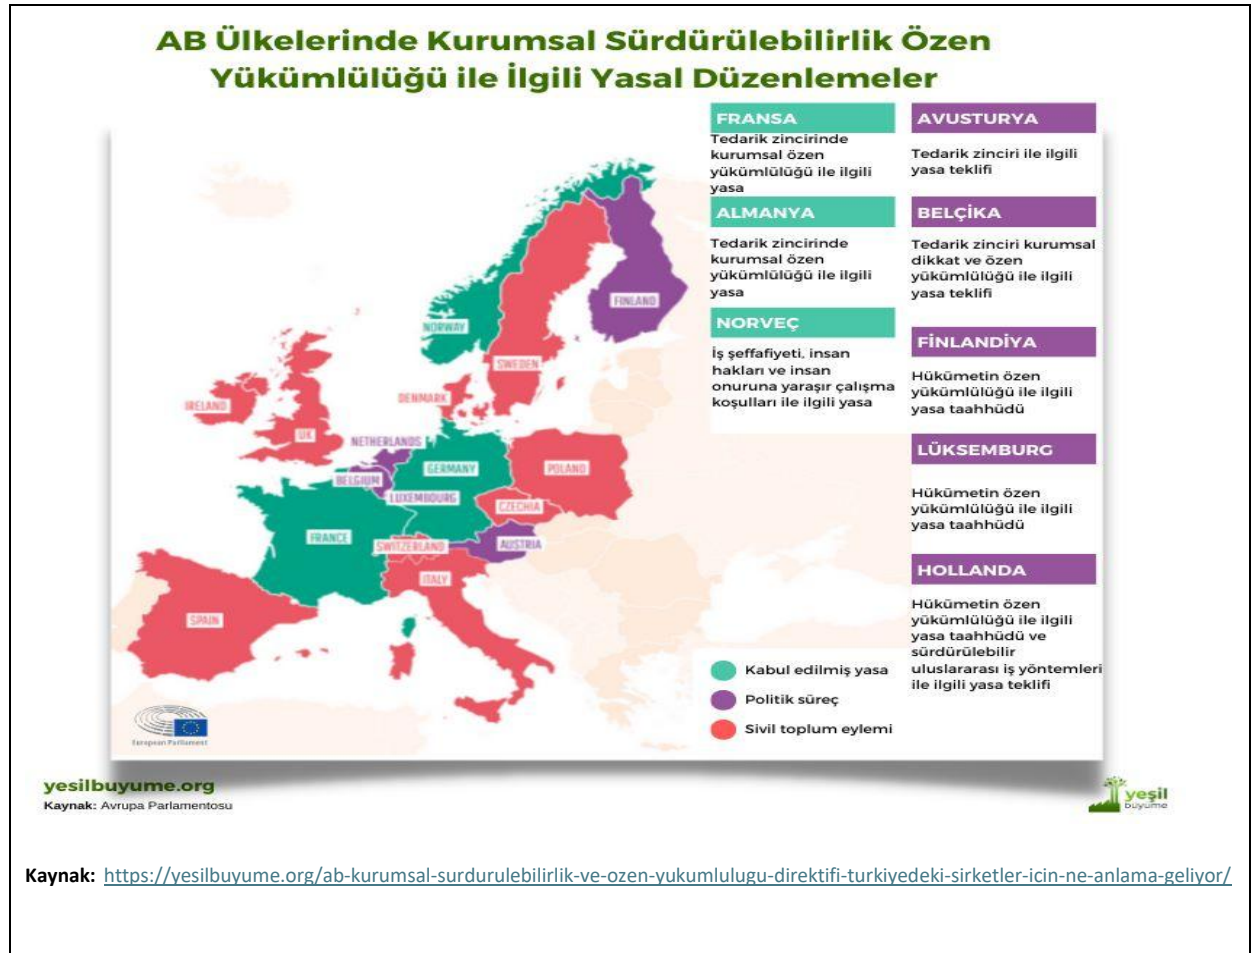 AB Ülkelerinde Kurumsal Sürdürülebilirlik Özen
Yükümlülüğü ile İlgili Yasal Düzenlemeler
FRANSA
Tedarik zincirinde
kurumsal özen
yükümlülüğü ile ilgili
yasa
ALMANYA
Tedarik zincirinde
kurumsal özen
yükümlülüğü ile ilgili
yasa
NORVEÇ
İş şeffafiyeti, insan
hakları ve insan
onuruna yaraşır çalışma
koşulları ile ilgili yasa
AVUSTURYA
Tedarik zinciri ile ilgili
yasa teklifi
BELÇİKA
Tedarik zinciri kurumsal
dikkat ve özen
yükümlülüğü ile ilgili
yasa teklifi
FİNLANDİYA
Hükümetin özen
yükümlülüğü ile ilgili
yasa taahhüdü
LÜKSEMBURG
Hükümetin özen
yükümlülüğü ile ilgili
yasa taahhüdü
HOLLANDA
Hükümetin özen
yükümlülüğü ile ilgili
yasa taahhüdü ve
sürdürülebilir
uluslararası iş yöntemleri
ile ilgili yasa teklifi
FINLAND
NORWAY
SWEDEN
DENMARK
IRELAND
UK
NETHERLANDS
BELGIUM
GERMANY
POLAND
LUXEMBOURG
CZECHIA
FRANCE
SWITZERLAND
AUSTRIA
ITALY
SPAIN
Kabul edilmiş yasa
Politik süreç
Sivil toplum eylemi
European Parliament
yesilbuyume.org
Kaynak: Avrupa Parlamentosu
yeşil
büyüme
Kaynak: https://yesilbuyume.org/ab-kurumsal-surdurulebilirlik-ve-ozen-yukumlulugu-direktifi-turkiyedeki-sirketler-icin-ne-anlama-geliyor/